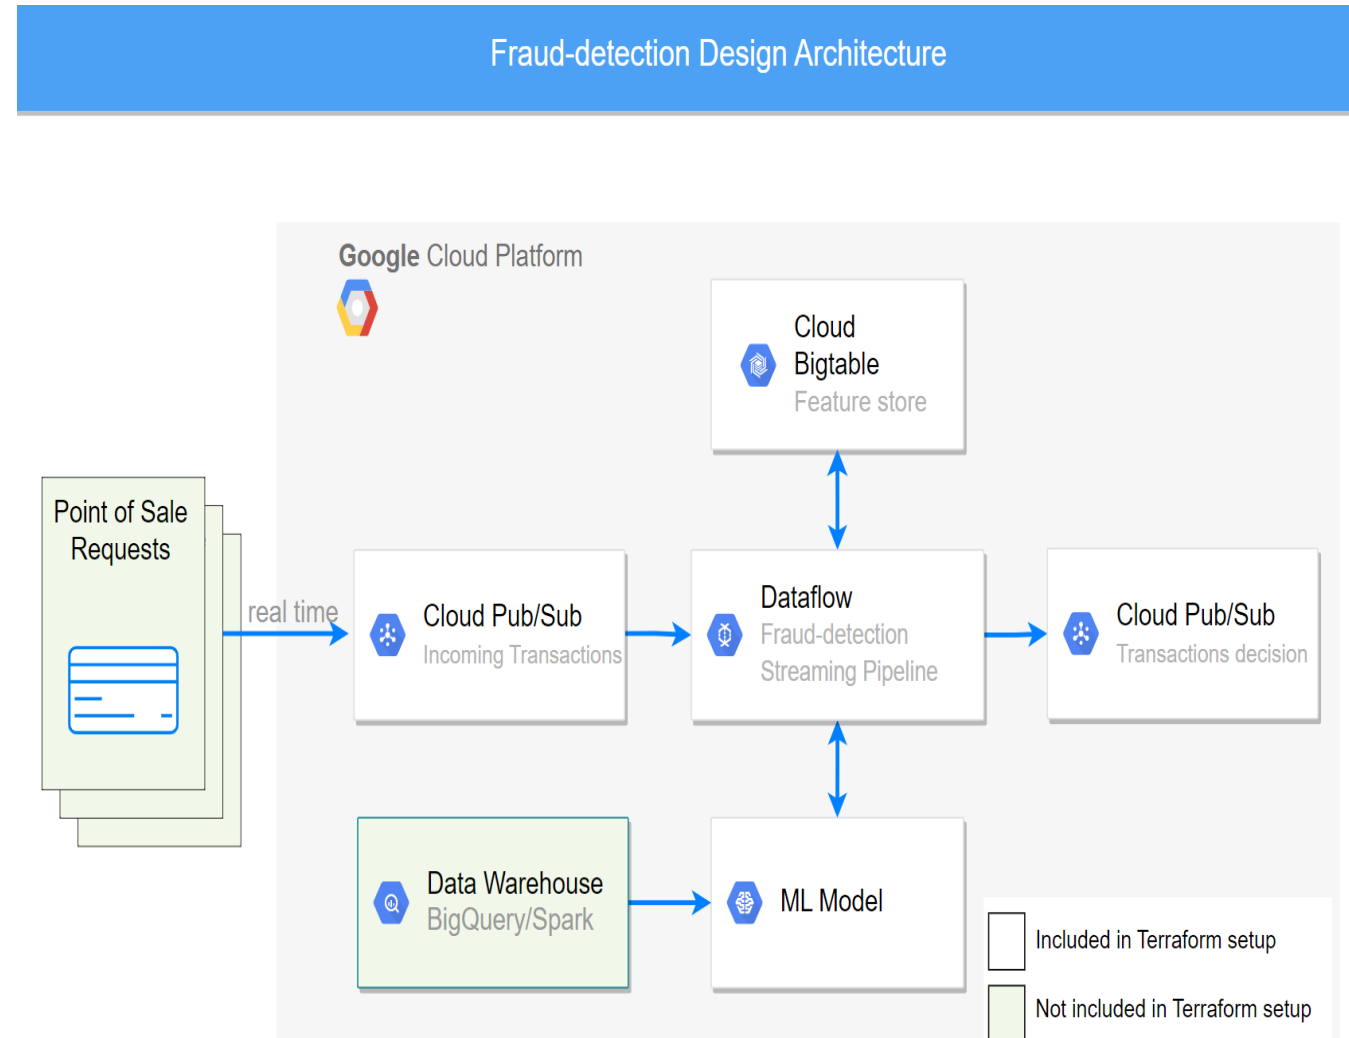 Fraud-detection Design Architecture
Google Cloud Platform
Cloud
Bigtable
Feature store
Point of Sale
Requests
real time
Cloud Pub/Sub
Incoming Transactions
Dataflow
Fraud-detection
Streaming Pipeline
Cloud Pub/Sub
Transactions decision
Data Warehouse
BigQuery/Spark
ML Model
Included in Terraform setup
Not included in Terraform setup